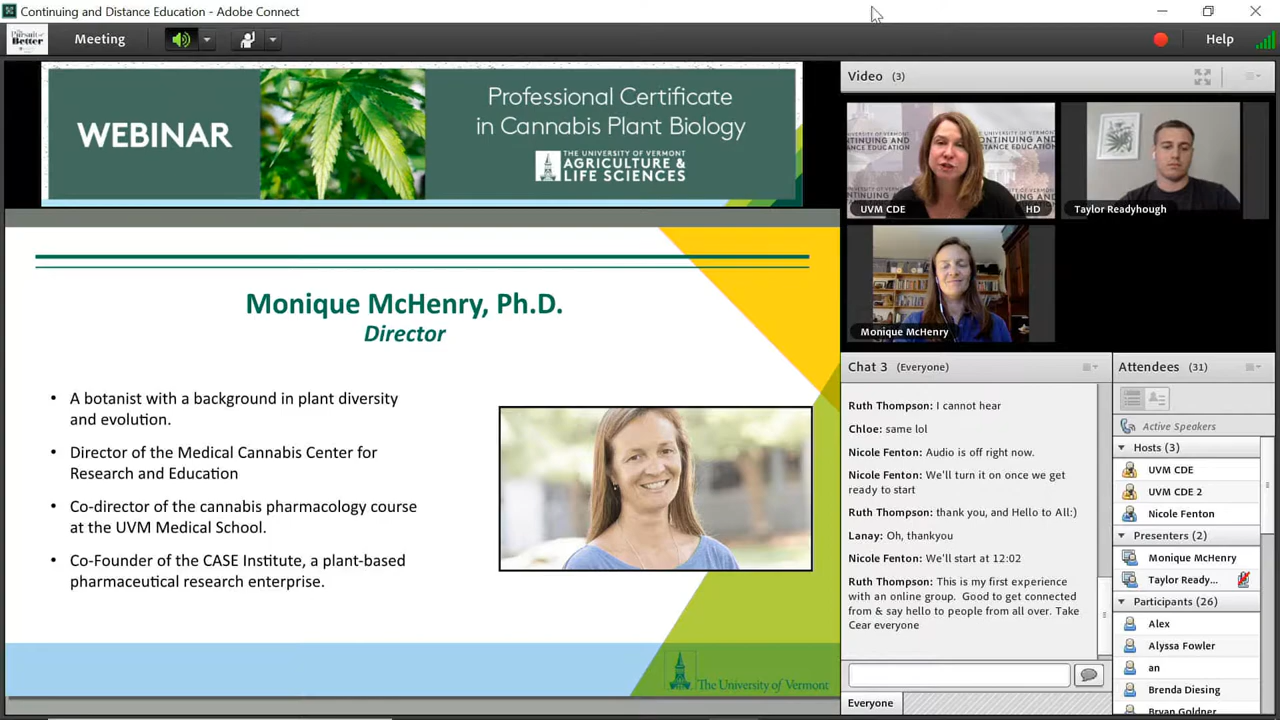 Continuing and Distance Education - Adobe Connect
Pursuit of
Better
Meeting
Help
WEBINAR
Professional Certificate
in Cannabis Plant Biology
THE UNIVERSITY OF VERMONT
AGRICULTURE &
LIFE SCIENCES
Monique McHenry, Ph.D.
Director
• A botanist with a background in plant diversity
and evolution.
• Director of the Medical Cannabis Center for
Research and Education
• Co-director of the cannabis pharmacology course
at the UVM Medical School.
• Co-Founder of the CASE Institute, a plant-based
pharmaceutical research enterprise.
The University of Vermont
Video (3)
UVM CDE
HD
Taylor Readyhough
Monique McHenry
Chat 3 (Everyone)
Ruth Thompson: I cannot hear
Chloe: same lol
Nicole Fenton: Audio is off right now.
Nicole Fenton: We'll turn it on once we get
ready to start
Ruth Thompson: thank you, and Hello to All:)
Lanay: Oh, thankyou
Nicole Fenton: We'll start at 12:02
Ruth Thompson: This is my first experience
with an online group. Good to get connected
from & say hello to people from all over. Take
Cear everyone
Everyone
Attendees (31)
Active Speakers
Hosts (3)
UVM CDE
UVM CDE 2
Nicole Fenton
Presenters (2)
Monique McHenry
Taylor Ready...
Participants (26)
Alex
Alyssa Fowler
an
Brenda Diesing
Bryan Goldner